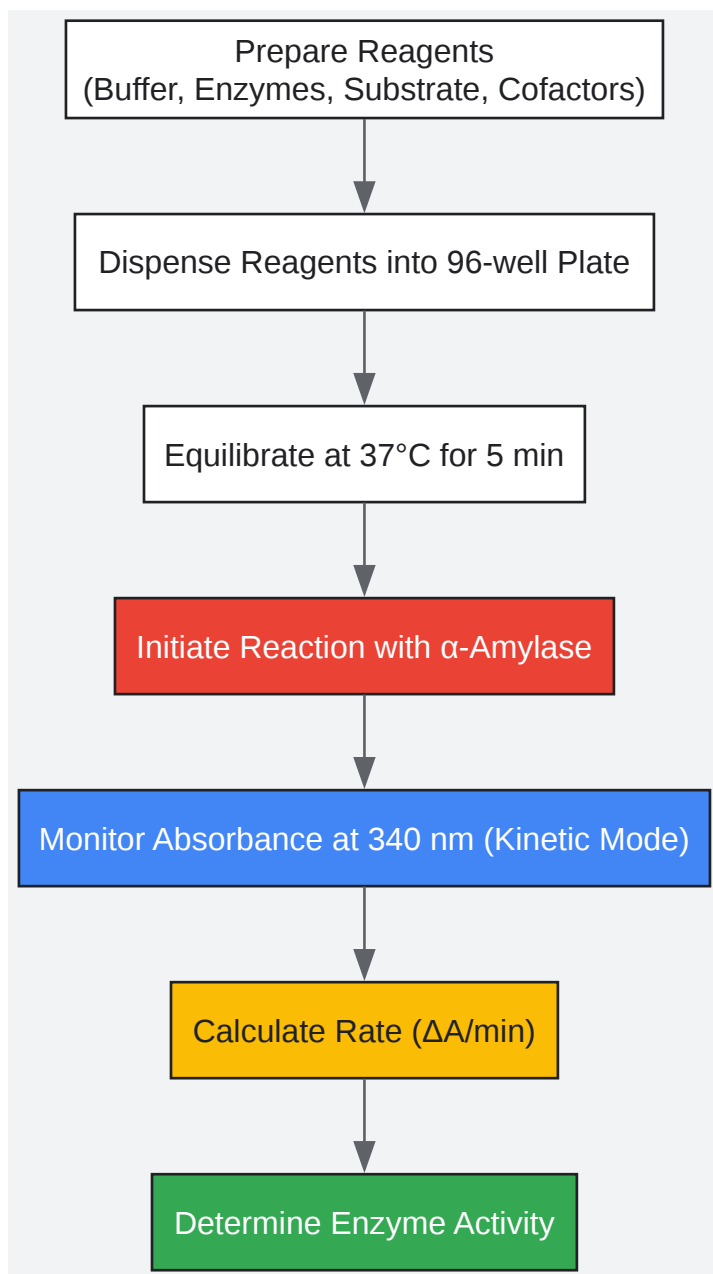 Prepare Reagents
(Buffer, Enzymes, Substrate, Cofactors)
Dispense Reagents into 96-well Plate
Equilibrate at 37°C for 5 min
Initiate Reaction with α-Amylase
Monitor Absorbance at 340 nm (Kinetic Mode)
Calculate Rate (ΔA/min)
Determine Enzyme Activity